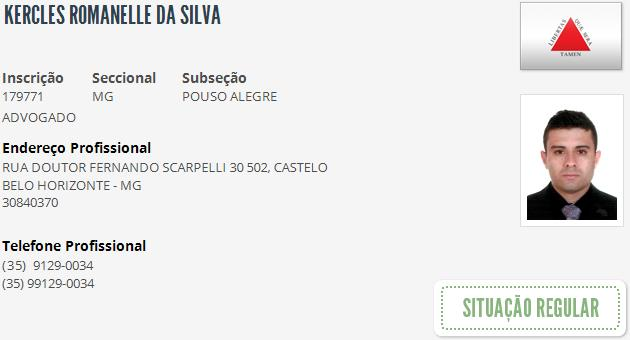 KERCLES ROMANELLE DA SILVA
LIBERTAS QUÆ SERA
TAMEN
Inscrição Seccional Subseção
179771 MG POUSO ALEGRE
ADVOGADO
Endereço Profissional
RUA DOUTOR FERNANDO SCARPELLI 30 502, CASTELO
BELO HORIZONTE - MG
30840370
Telefone Profissional
(35) 9129-0034
(35) 99129-0034
SITUAÇÃO REGULAR